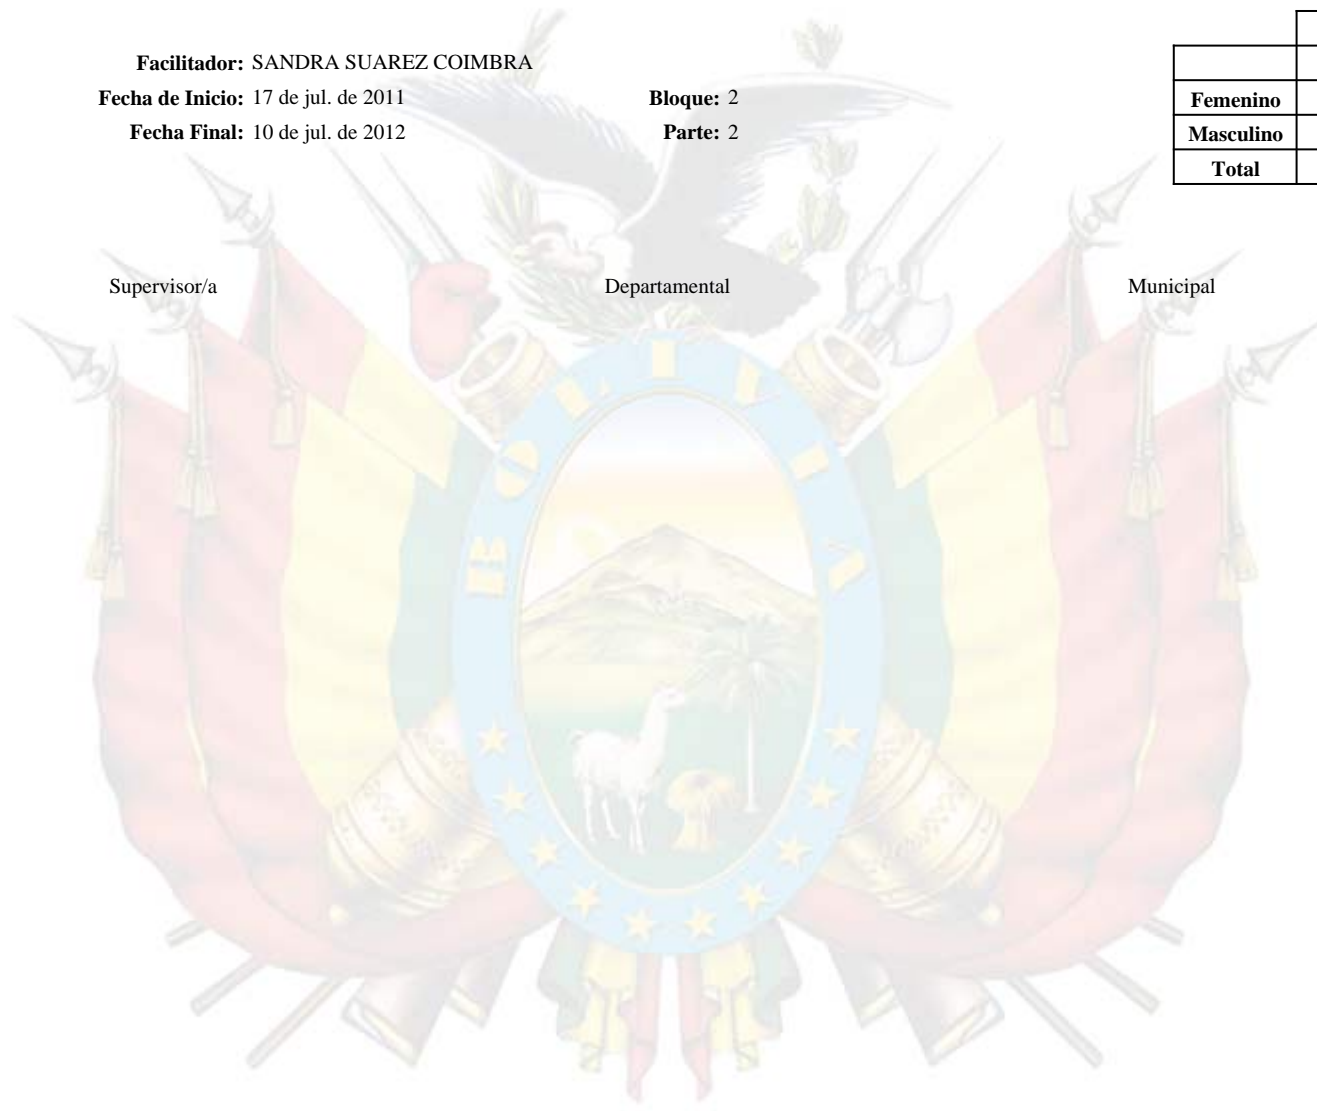 Facilitador: SANDRA SUAREZ COIMBRA
Fecha de Inicio: 17 de jul. de 2011 Bloque: 2
Fecha Final: 10 de jul. de 2012 Parte: 2
Femenino
Masculino
Total
Supervisor/a Departamental Municipal
BOLIVIA